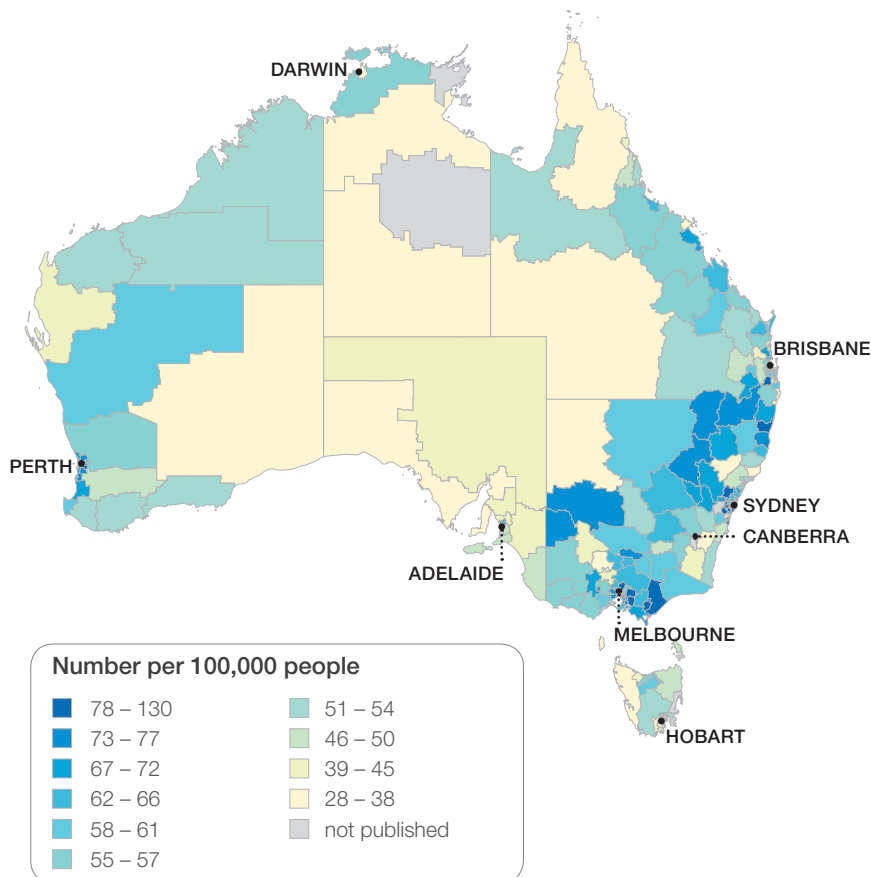 DARWIN
BRISBANE
PERTH
SYDNEY
CANBERRA
ADELAIDE
MELBOURNE
HOBART
Number per 100,000 people
78 – 130
73 – 77
67 – 72
62 – 66
58 – 61
55 – 57
51 – 54
46 – 50
39 – 45
28 – 38
not published